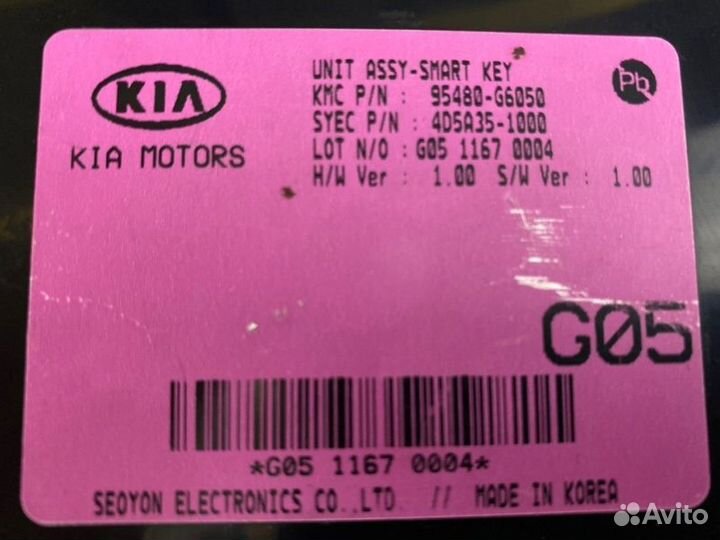 KIA
KIA MOTORS
UNIT ASSY-SMART KEY
KMC P/N : 95480-G6050
SYEC P/N : 4D5A35-1000
LOT N/O : G05 1167 0004
H/W Ver : 1.00 S/W Ver : 1.00
Pb
G05
*G05 1167 0004*
SEOYON ELECTRONICS CO.,LTD. // MADE IN KOREA
Avito